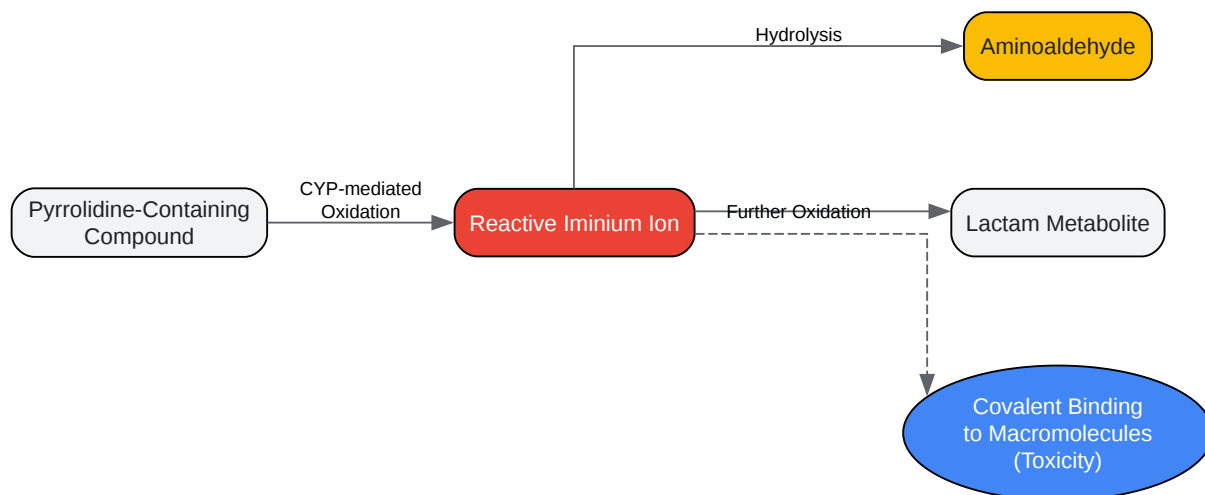 Hydrolysis
Aminoaldehyde
Pyrrolidine-Containing
Compound
CYP-mediated
Oxidation
Reactive Iminium Ion
Further Oxidation
Lactam Metabolite
Covalent Binding
to Macromolecules
(Toxicity)